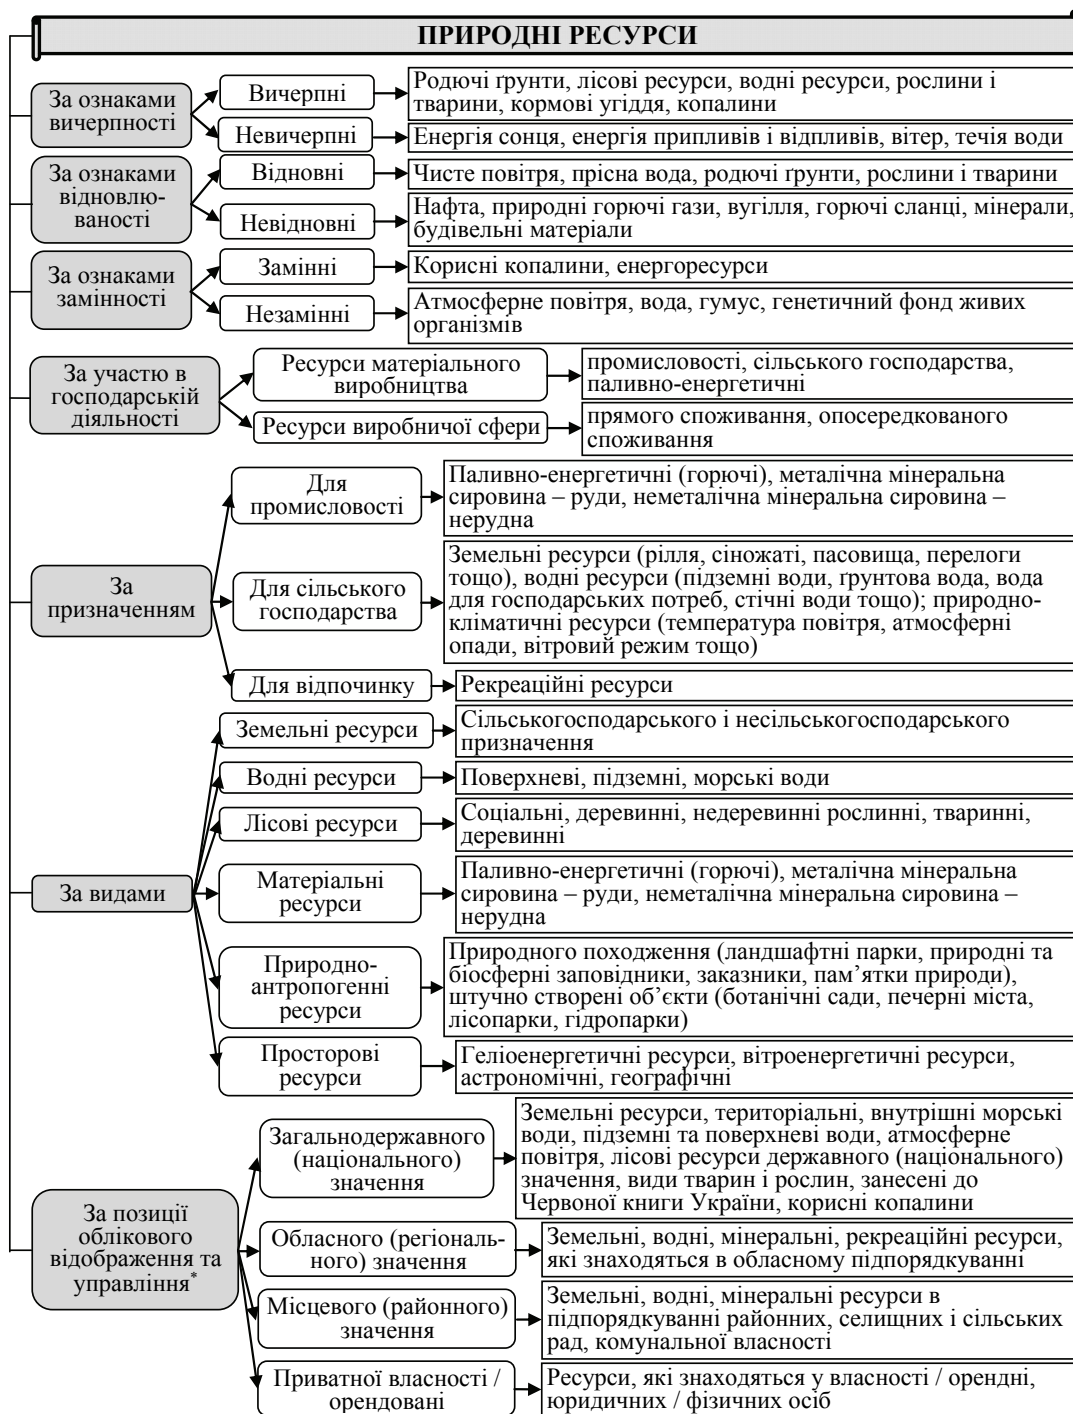 ПРИРОДНІ РЕСУРСИ
За ознаками
вичерпності
Вичерпні
Родючі ґрунти, лісові ресурси, водні ресурси, рослини і
тварини, кормові угіддя, копалини
Невичерпні
Енергія сонця, енергія припливів і відпливів, вітер, течія води
За ознаками
відновлю-
ваності
Відновні
Чисте повітря, прісна вода, родючі ґрунти, рослини і тварини
Невідновні
Нафта, природні горючі гази, вугілля, горючі сланці, мінерали,
будівельні матеріали
За ознаками
замінності
Замінні
Корисні копалини, енергоресурси
Незамінні
Атмосферне повітря, вода, гумус, генетичний фонд живих
організмів
За участю в
господарській
діяльності
Ресурси матеріального
виробництва
промисловості, сільського господарства,
паливно-енергетичні
Ресурси виробничої сфери
прямого споживання, опосередкованого
споживання
За
призначенням
Для
промисловості
Паливно-енергетичні (горючі), металічна мінеральна
сировина – руди, неметалічна мінеральна сировина –
нерудна
Для сільського
господарства
Земельні ресурси (рілля, сіножаті, пасовища, перелоги
тощо), водні ресурси (підземні води, ґрунтова вода, вода
для господарських потреб, стічні води тощо); природно-
кліматичні ресурси (температура повітря, атмосферні
опади, вітровий режим тощо)
Для відпочинку
Рекреаційні ресурси
За видами
Земельні ресурси
Сільськогосподарського і несільськогосподарського
призначення
Водні ресурси
Поверхневі, підземні, морські води
Лісові ресурси
Соціальні, деревинні, недеревинні рослинні, тваринні,
деревинні
Матеріальні
ресурси
Паливно-енергетичні (горючі), металічна мінеральна
сировина – руди, неметалічна мінеральна сировина –
нерудна
Природно-
антропогенні
ресурси
Природного походження (ландшафтні парки, природні та
біосферні заповідники, заказники, пам’ятки природи),
штучно створені об’єкти (ботанічні сади, печерні міста,
лісопарки, гідропарки)
Просторові
ресурси
Геліоенергетичні ресурси, вітроенергетичні ресурси,
астрономічні, географічні
За позиції
облікового
відображення та
управління*
Загальнодержавного
(національного)
значення
Земельні ресурси, територіальні, внутрішні морські
води, підземні та поверхневі води, атмосферне
повітря, лісові ресурси державного (національного)
значення, види тварин і рослин, занесені до
Червоної книги України, корисні копалини
Обласного (регіональ-
ного) значення
Земельні, водні, мінеральні, рекреаційні ресурси,
які знаходяться в обласному підпорядкуванні
Місцевого (районного)
значення
Земельні, водні, мінеральні ресурси в
підпорядкуванні районних, селищних і сільських
рад, комунальної власності
Приватної власності /
орендовані
Ресурси, які знаходяться у власності / орендні,
юридичних / фізичних осіб